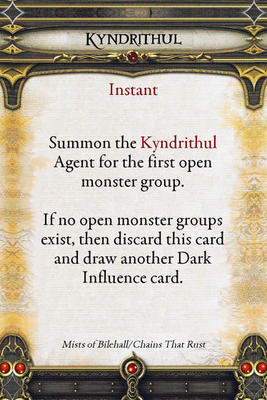 Kyndrithul
Instant
Summon the Kyndrithul
Agent for the first open
monster group.
If no open monster groups
exist, then discard this card
and draw another Dark
Influence card.
Mists of Bilehall/Chains That Rust